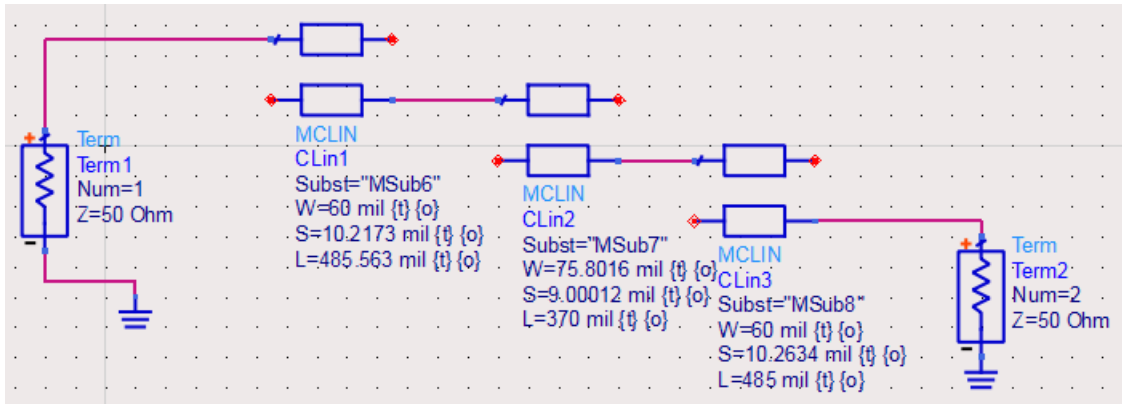 Term
Term1
Num=1
Z=50 Ohm
MCLIN
CLin1
Subst="MSub6"
W=60 mil {t} {o}
S=10.2173 mil {t} {o}
L=485.563 mil {t} {o}
MCLIN
CLin2
Subst="MSub7"
W=75.8016 mil {t} {o}
S=9.00012 mil {t} {o}
L=370 mil {t} {o}
MCLIN
CLin3
Subst="MSub8"
W=60 mil {t} {o}
S=10.2634 mil {t} {o}
L=485 mil {t} {o}
Term
Term2
Num=2
Z=50 Ohm